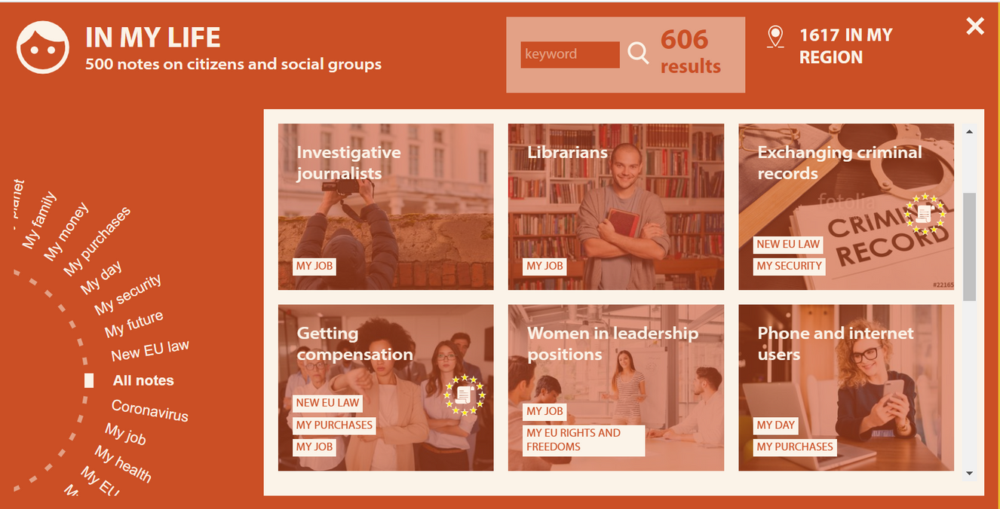 IN MY LIFE
500 notes on citizens and social groups
keyword
606
results
1617 IN MY
REGION
My family
My money
My purchases
My day
My security
My future
New EU law
All notes
Coronavirus
My job
My health
My EU
Investigative
journalists
MY JOB
Librarians
MY JOB
Exchanging criminal
records
fotolia
CRIMINAL
RECORD
NEW EU LAW
MY SECURITY
#22165
Getting
compensation
NEW EU LAW
MY PURCHASES
MY JOB
Women in leadership
positions
MY JOB
MY EU RIGHTS AND
FREEDOMS
Phone and internet
users
MY DAY
MY PURCHASES